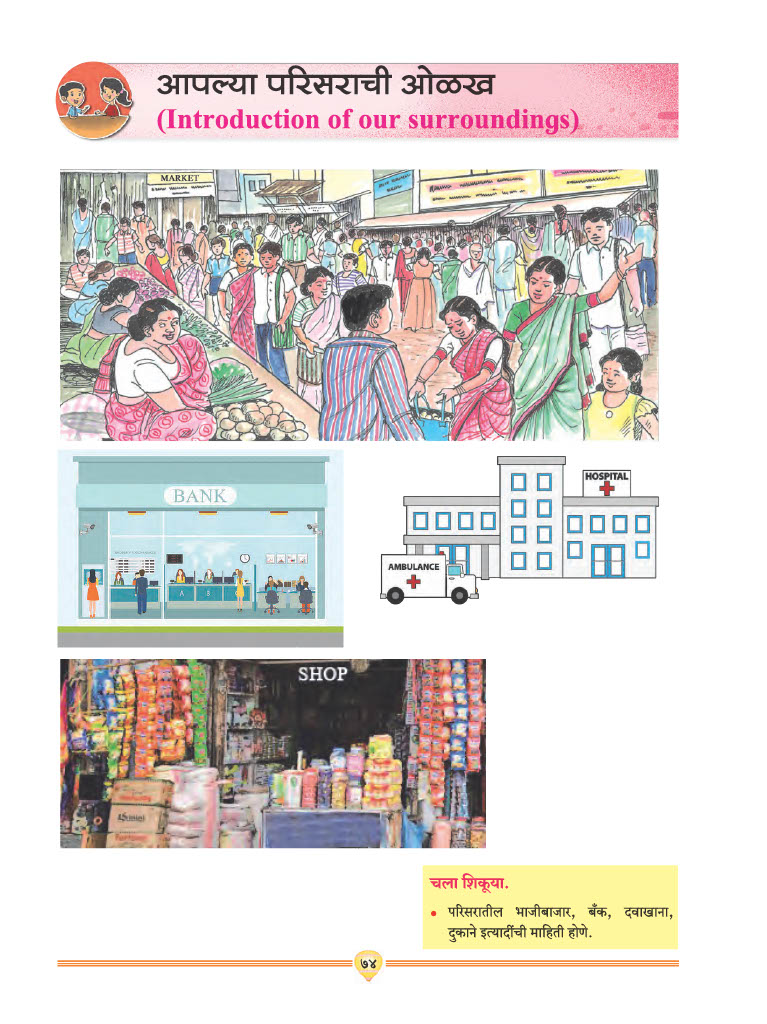 आपल्या परिसराची ओळख
(Introduction of our surroundings)
MARKET
BANK
A B
HOSPITAL
AMBULANCE
SHOP
चला शिकूया.
• परिसरातील भाजीबाजार, बँक, दवाखाना,
दुकाने इत्यादींची माहिती होणे.
७४